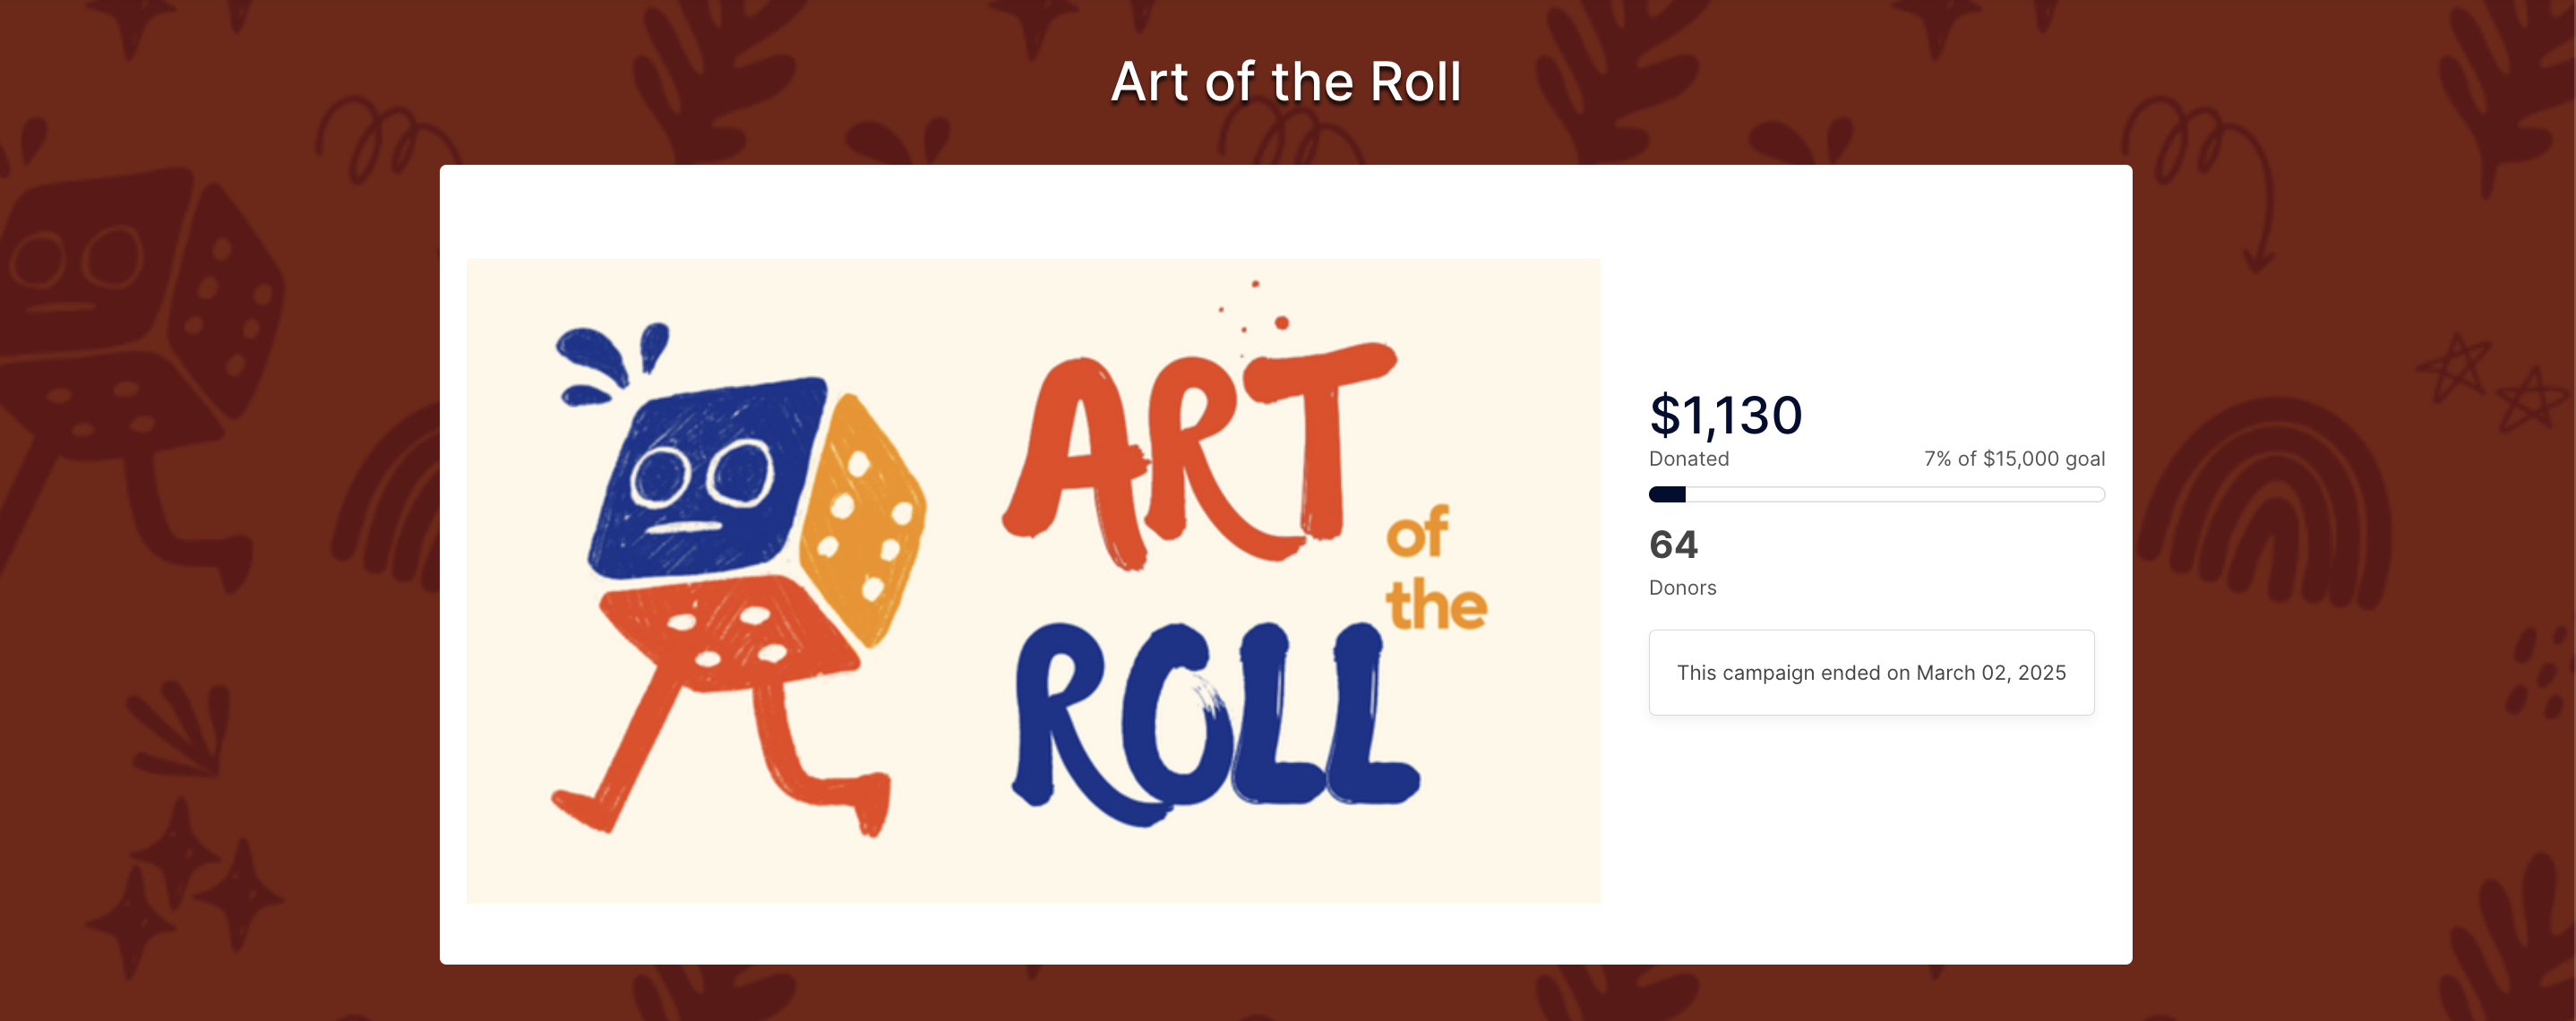 Art of the Roll
ART
of
the
ROLL
$1,130
Donated
7% of $15,000 goal
64
Donors
This campaign ended on March 02, 2025